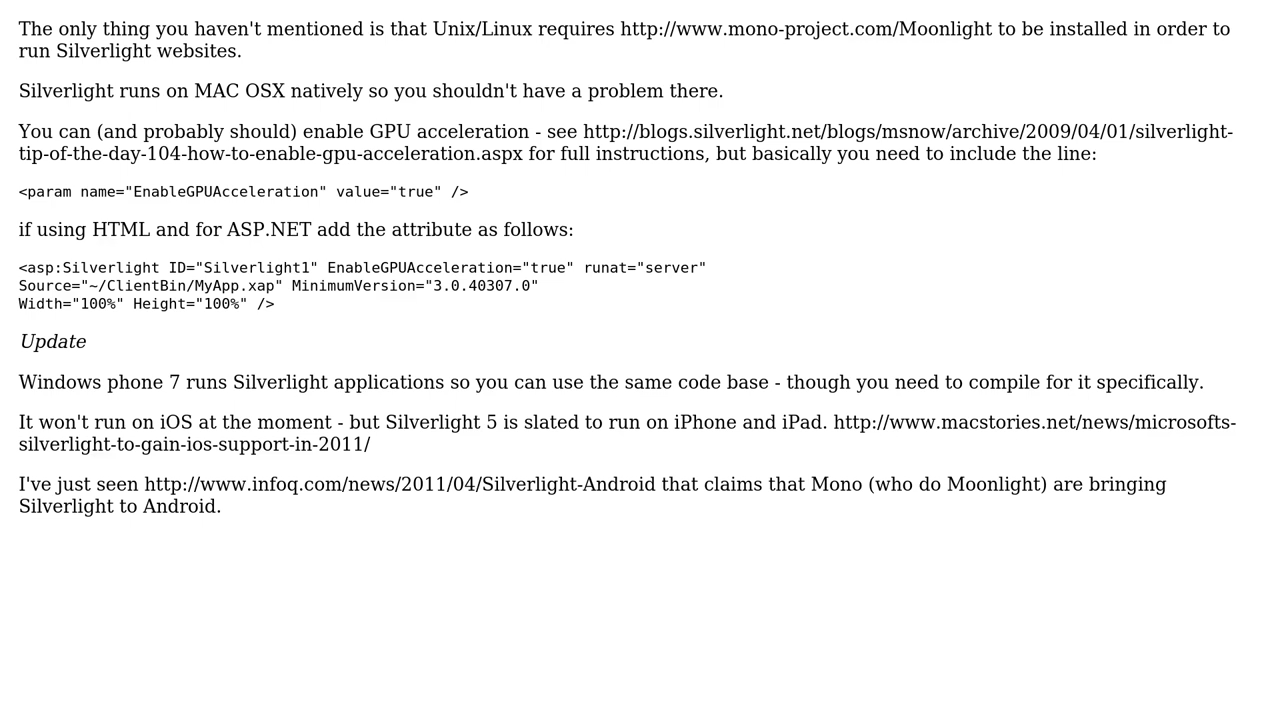 The only thing you haven't mentioned is that Unix/Linux requires http://www.mono-project.com/Moonlight to be installed in order to
run Silverlight websites.
Silverlight runs on MAC OSX natively so you shouldn't have a problem there.
You can (and probably should) enable GPU acceleration - see http://blogs.silverlight.net/blogs/msnow/archive/2009/04/01/silverlight-
tip-of-the-day-104-how-to-enable-gpu-acceleration.aspx for full instructions, but basically you need to include the line:
<param name="EnableGPUAcceleration" value="true" />
if using HTML and for ASP.NET add the attribute as follows:
<asp:Silverlight ID="Silverlight1" EnableGPUAcceleration="true" runat="server"
Source="~/ClientBin/MyApp.xap" MinimumVersion="3.0.40307.0"
Width="100%" Height="100%" />
Update
Windows phone 7 runs Silverlight applications so you can use the same code base - though you need to compile for it specifically.
It won't run on iOS at the moment - but Silverlight 5 is slated to run on iPhone and iPad. http://www.macstories.net/news/microsofts-
silverlight-to-gain-ios-support-in-2011/
I've just seen http://www.infoq.com/news/2011/04/Silverlight-Android that claims that Mono (who do Moonlight) are bringing
Silverlight to Android.